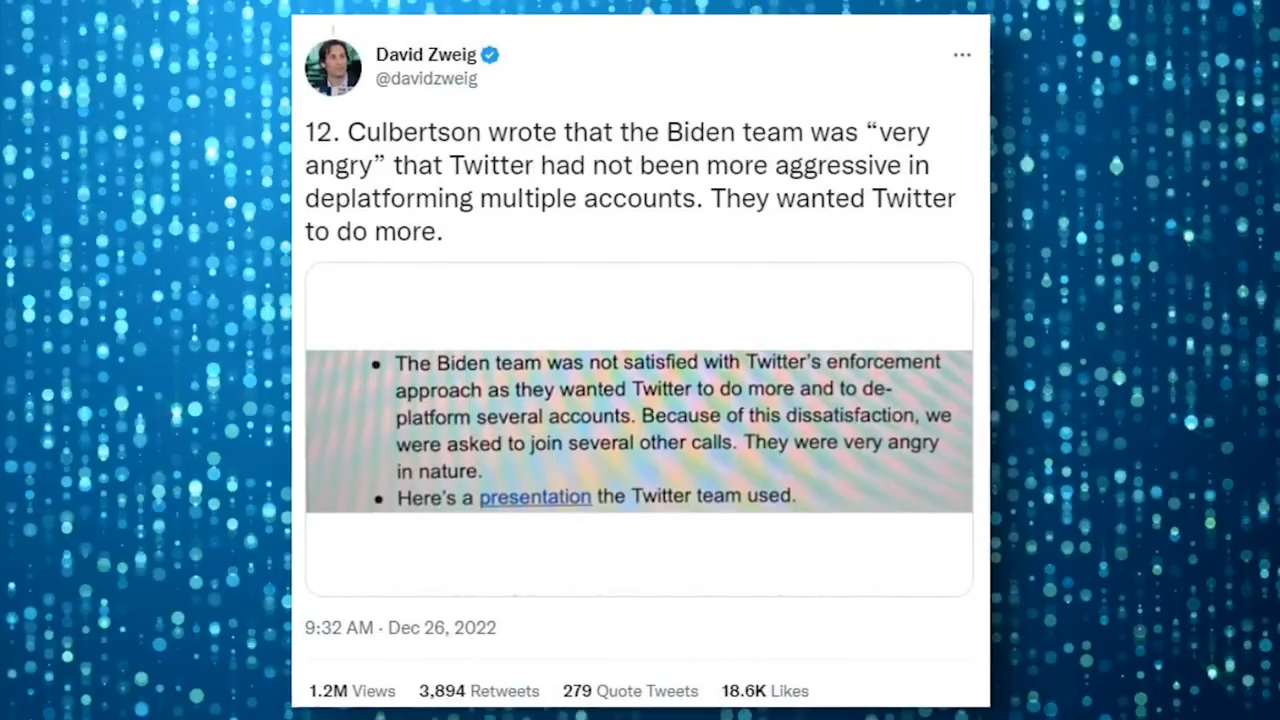 David Zweig
@davidzweig
12. Culbertson wrote that the Biden team was “very
angry” that Twitter had not been more aggressive in
deplatforming multiple accounts. They wanted Twitter
to do more.
• The Biden team was not satisfied with Twitter's enforcement
approach as they wanted Twitter to do more and to de-
platform several accounts. Because of this dissatisfaction, we
were asked to join several other calls. They were very angry
in nature.
• Here's a presentation the Twitter team used.
9:32 AM · Dec 26, 2022
1.2M Views 3,894 Retweets 279 Quote Tweets 18.6K Likes